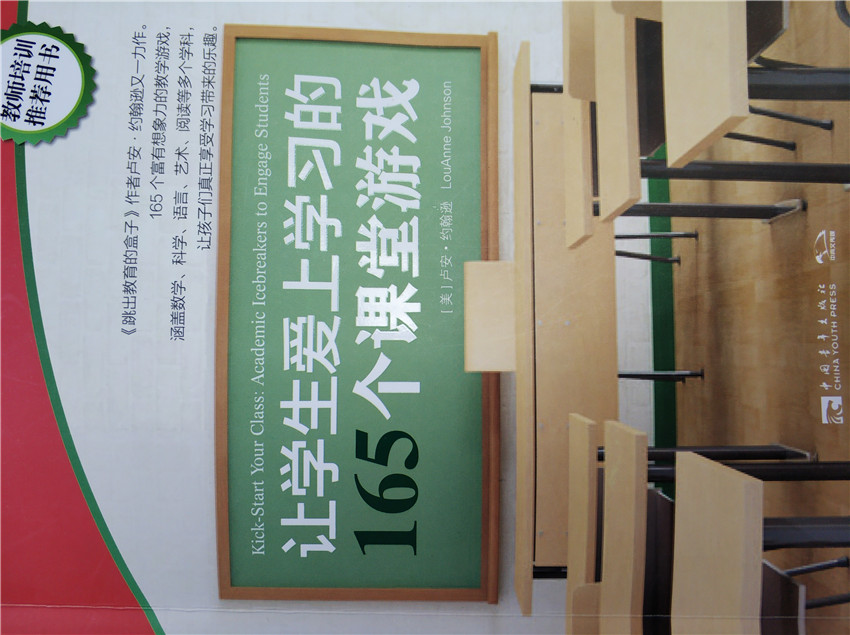 教师培训
推荐用书
《跳出教育的盒子》作者卢安·约翰逊又一力作。
165个富有想象力的教学游戏,
涵盖数学、科学、语言、艺术、阅读等多个学科,
让孩子们真正享受学习带来的乐趣。
Kick-Start Your Class: Academic Icebreakers to Engage Students
让学生爱上学习的
165个课堂游戏
[美]卢安·约翰逊 LouAnne Johnson
中国青年出版社
CHINA YOUTH PRESS
中青文传媒